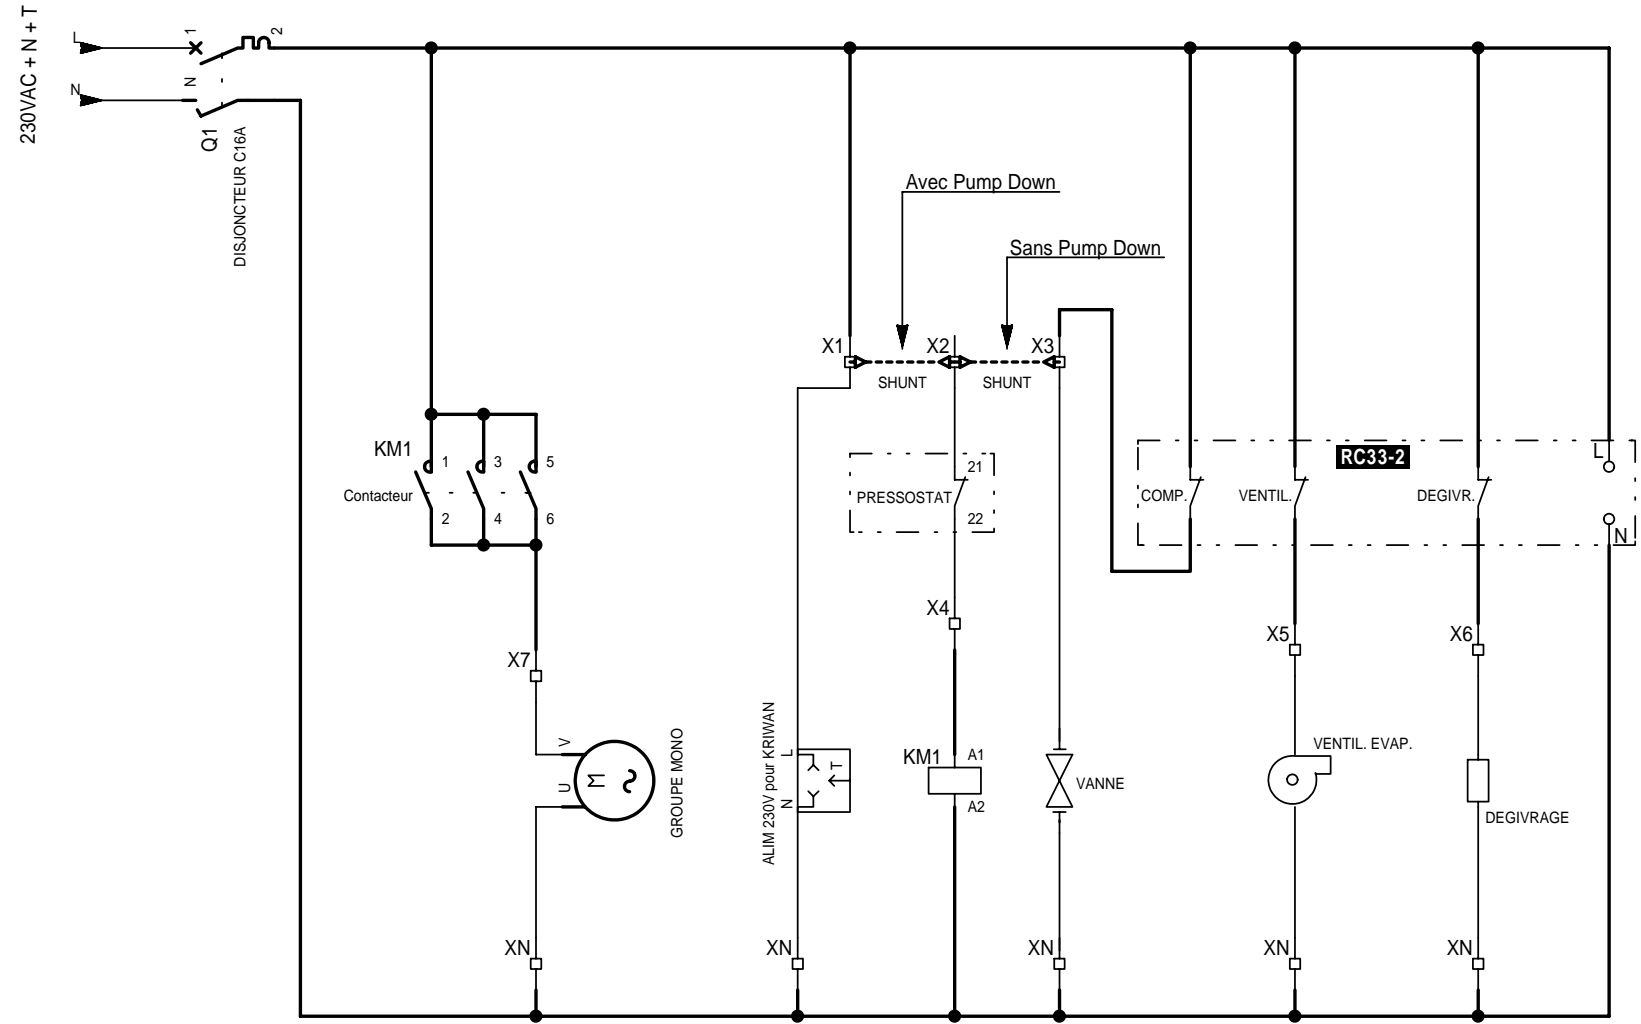 230VAC + N + T
L
N
1
2
N
Q1
DISJONCTEUR C16A
Avec Pump Down
Sans Pump Down
X1
X2
X3
SHUNT
SHUNT
KM1
Contacteur
1
3
5
2
4
6
PRESSOSTAT
21
22
RC33-2
COMP.
VENTIL.
DEGIVR.
L
N
X4
X5
X6
X7
V
U
M
GROUPE MONO
ALIM 230V pour KRIWAN
L
N
T
KM1
A1
A2
VANNE
VENTIL. EVAP.
DEGIVRAGE
XN
XN
XN
XN
XN